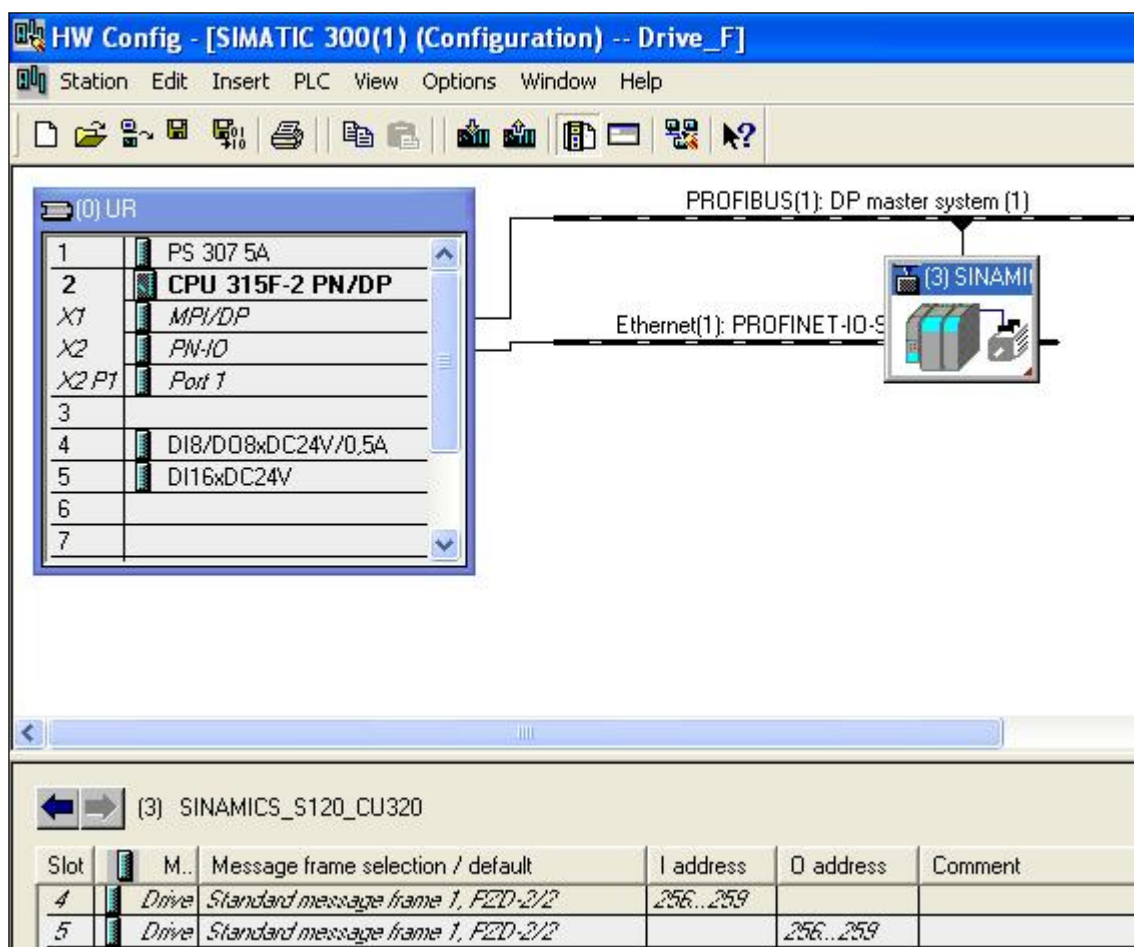 HW Config - [SIMATIC 300(1) (Configuration) -- Drive_F]
Station Edit Insert PLC View Options Window Help
(0) UR
1 PS 307 5A
2 CPU 315F-2 PN/DP
X1 MPI/DP
X2 PN-IO
X2 P1 Port 1
3
4 DI8/DO8xDC24V/0,5A
5 DI16xDC24V
6
7
PROFIBUS(1): DP master system (1)
(3) SINAMI
Ethernet(1): PROFINET-IO-S
(3) SINAMICS_S120_CU320
Slot M... Message frame selection / default I address O address Comment
4 Drive Standard message frame 1, PZD-2/2 256...259
5 Drive Standard message frame 1, PZD-2/2 256...259